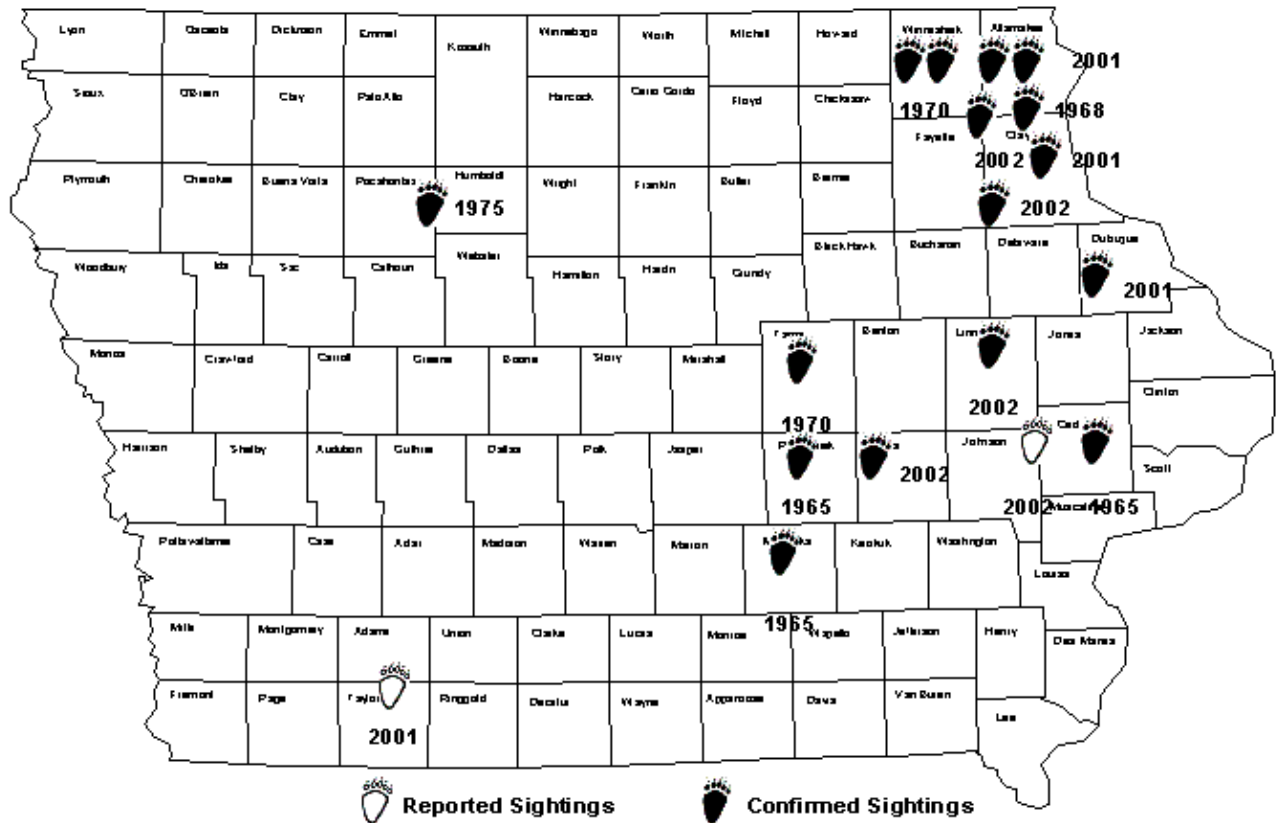 Lyon Osceola Dickinson Emmet Kossuth Winnebago Worth Mitchell Howard Winneshiek Allamakee
2001
Sioux O'Brien Clay Palo Alto Hancock Cerro Gordo Floyd Chickasaw
1970 1968
Fayette Clay
2002 2001
Plymouth Cherokee Buena Vista Pocahontas Humboldt Wright Franklin Butler Bremer
1975 2002
Woodbury Ida Sac Calhoun Webster Hamilton Hardin Grundy Black Hawk Buchanan Delaware Dubuque
2001
Monona Crawford Carroll Greene Boone Story Marshall Tama Benton Linn Jones Jackson
Clinton
1970 2002
Harrison Shelby Audubon Guthrie Dallas Polk Jasper Johnson Ced Scott
2002
1965 2002 Muscatine 1965
Pottawattamie Cass Adair Madison Warren Marion Keokuk Washington
Louisa
1965
Mills Montgomery Adams Union Clarke Lucas Monroe Wapello Jefferson Henry Des Moines
Fremont Page Taylor Ringgold Decatur Wayne Appanoose Davis Van Buren Lee
2001
Reported Sightings Confirmed Sightings